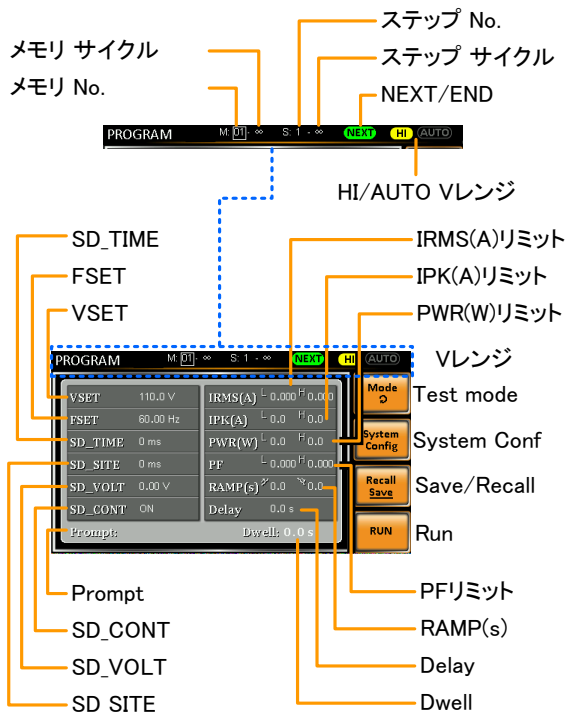 ステップ No.
メモリ サイクル
ステップ サイクル
メモリ No.
NEXT/END
PROGRAM M: 01 - ∞ S: 1 - ∞ NEXT HI AUTO
HI/AUTO Vレンジ
SD_TIME
IRMS(A)リミット
FSET
IPK(A)リミット
VSET
PWR(W)リミット
PROGRAM M: 01 - ∞ S: 1 - ∞ NEXT HI AUTO
Vレンジ
VSET 110.0 V IRMS(A) L 0.000 H 0.000
Mode
Test mode
FSET 60.00 Hz IPK(A) L 0.0 H 0.0
SD_TIME 0 ms PWR(W) L 0.0 H 0.0
System
Config
System Conf
SD_SITE 0 ms PF L 0.000 H 0.000
SD_VOLT 0.00 V RAMP(s) 0.0 0.0
Recall
Save
Save/Recall
SD_CONT ON Delay 0.0 s
Prompt: Dwell: 0.0 s
RUN
Run
Prompt
PFリミット
SD_CONT
RAMP(s)
SD_VOLT
Delay
SD SITE
Dwell